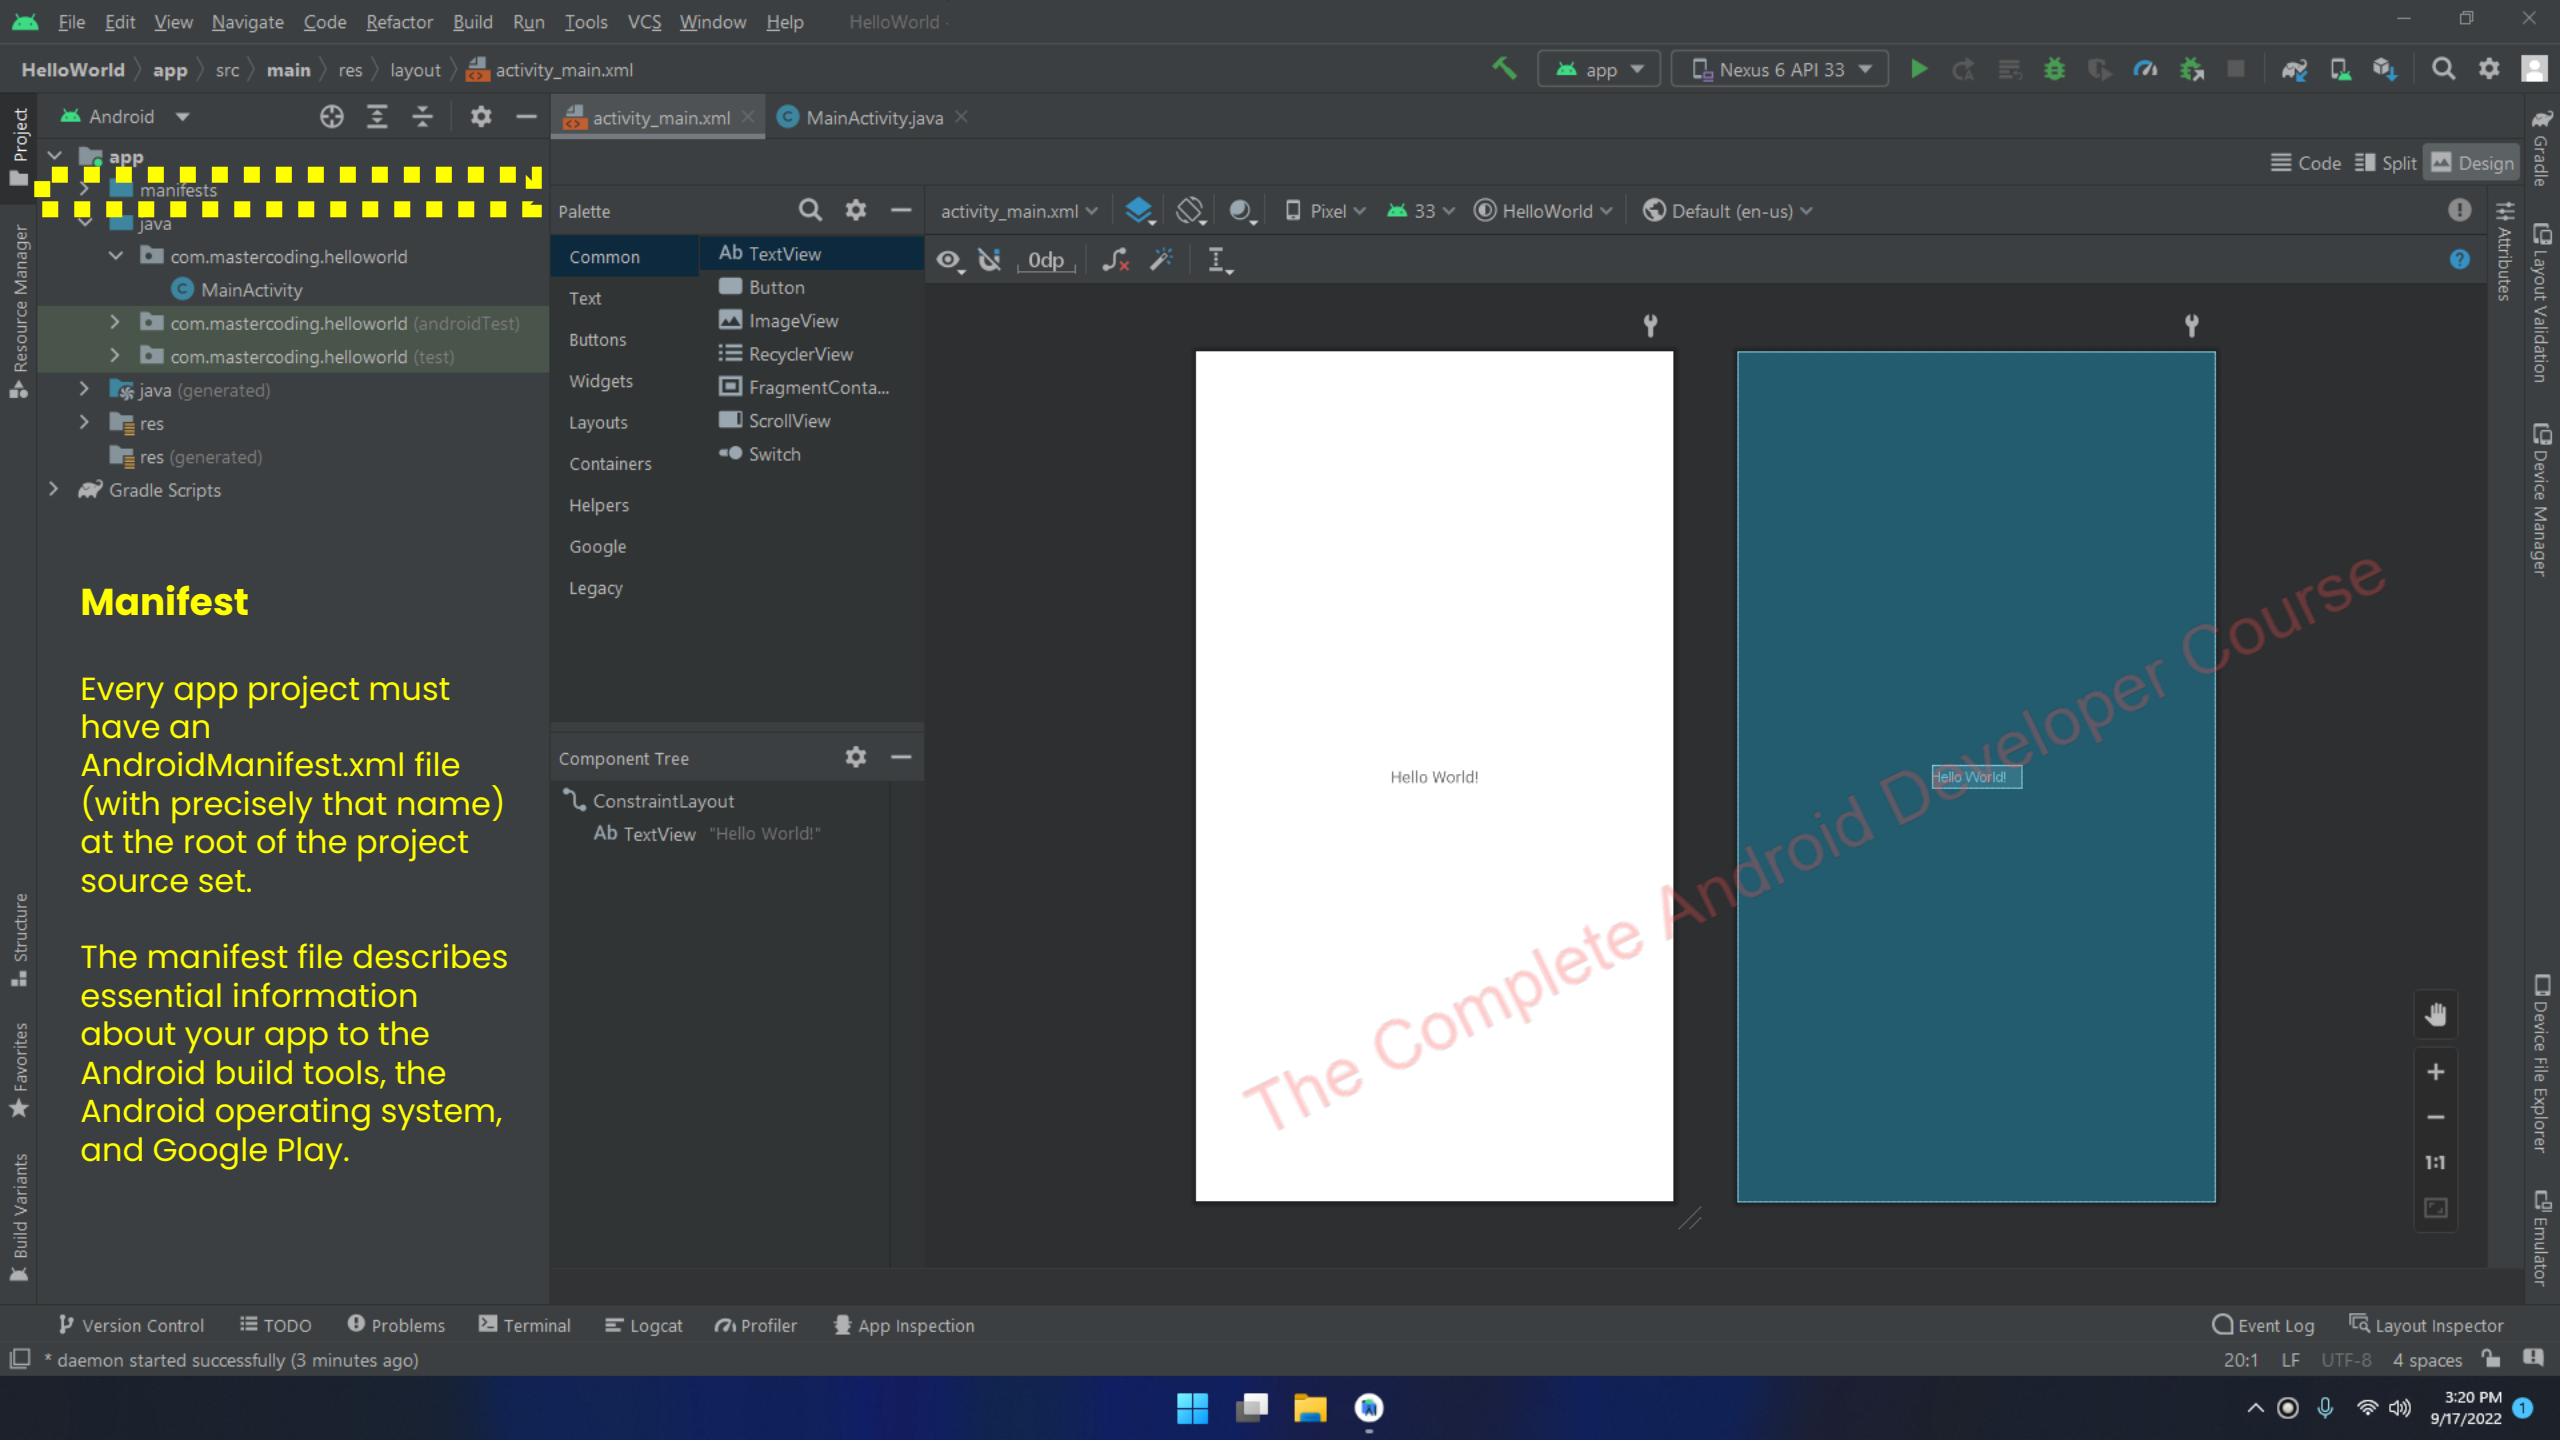 File Edit View Navigate Code Refactor Build Run Tools VCS Window Help HelloWorld -
HelloWorld app src main res layout activity_main.xml
app Nexus 6 API 33
Android
activity_main.xml MainActivity.java
Code Split Design
app
manifests
java
com.mastercoding.helloworld
MainActivity
com.mastercoding.helloworld (androidTest)
com.mastercoding.helloworld (test)
java (generated)
res
res (generated)
Gradle Scripts
Manifest
Every app project must
have an
AndroidManifest.xml file
(with precisely that name)
at the root of the project
source set.
The manifest file describes
essential information
about your app to the
Android build tools, the
Android operating system,
and Google Play.
Palette
Common
Text
Buttons
Widgets
Layouts
Containers
Helpers
Google
Legacy
Ab TextView
Button
ImageView
RecyclerView
FragmentConta...
ScrollView
Switch
Component Tree
ConstraintLayout
Ab TextView "Hello World!"
activity_main.xml Pixel 33 HelloWorld Default (en-us)
0dp
Hello World!
Hello World!
The Complete Android Developer Course
1:1
Project
Resource Manager
Structure
Favorites
Build Variants
Gradle
Attributes
Layout Validation
Device Manager
Device File Explorer
Emulator
Version Control TODO Problems Terminal Logcat Profiler App Inspection
Event Log Layout Inspector
* daemon started successfully (3 minutes ago)
20:1 LF UTF-8 4 spaces
3:20 PM
9/17/2022
1